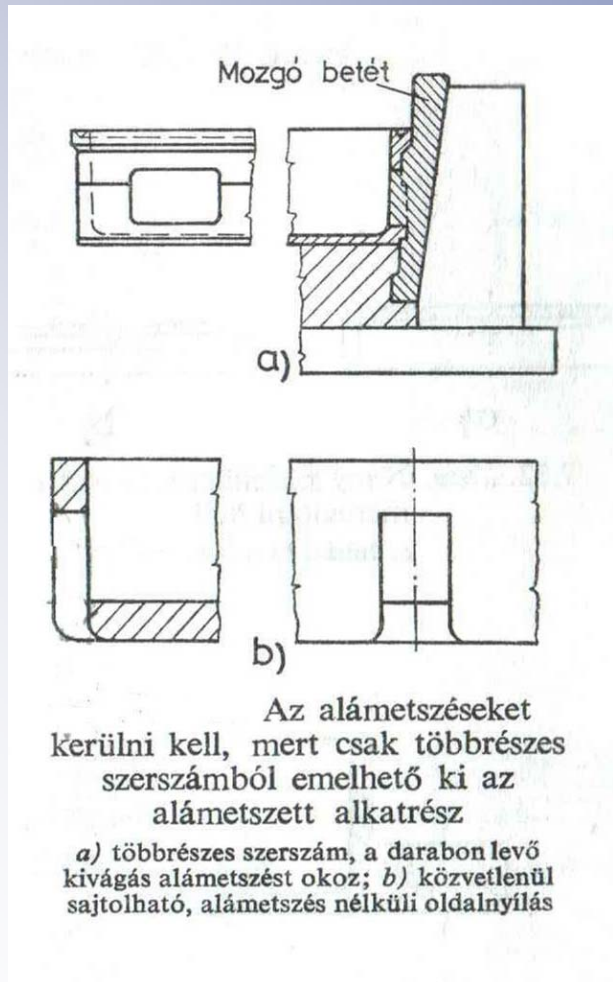 Mozgó betét
a)
b)
Az alámetszéseket
kerülni kell, mert csak többrészes
szerszámból emelhető ki az
alámetszett alkatrész
a) többrészes szerszám, a darabon levő
kivágás alámetszést okoz; b) közvetlenül
sajtolható, alámetszés nélküli oldalnyílás